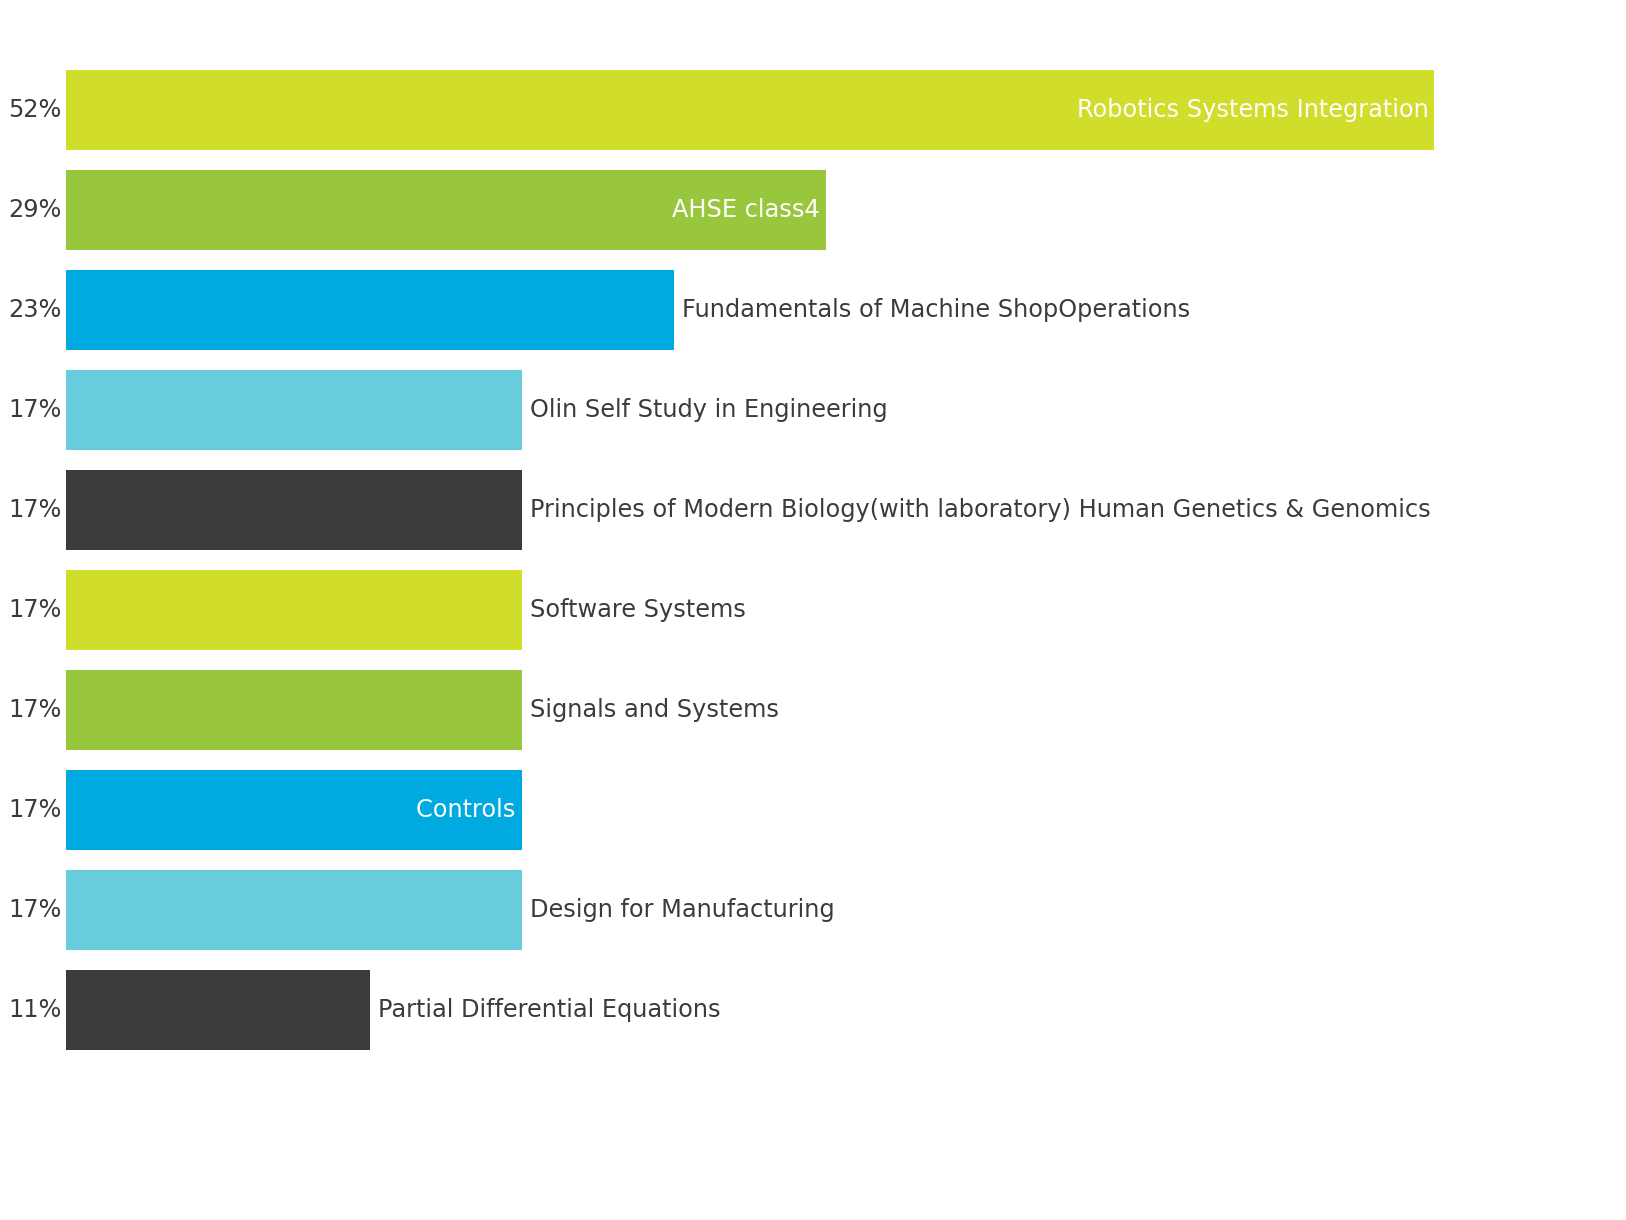 52% Robotics Systems Integration
29% AHSE class4
23% Fundamentals of Machine ShopOperations
17% Olin Self Study in Engineering
17% Principles of Modern Biology(with laboratory) Human Genetics & Genomics
17% Software Systems
17% Signals and Systems
17% Controls
17% Design for Manufacturing
11% Partial Differential Equations